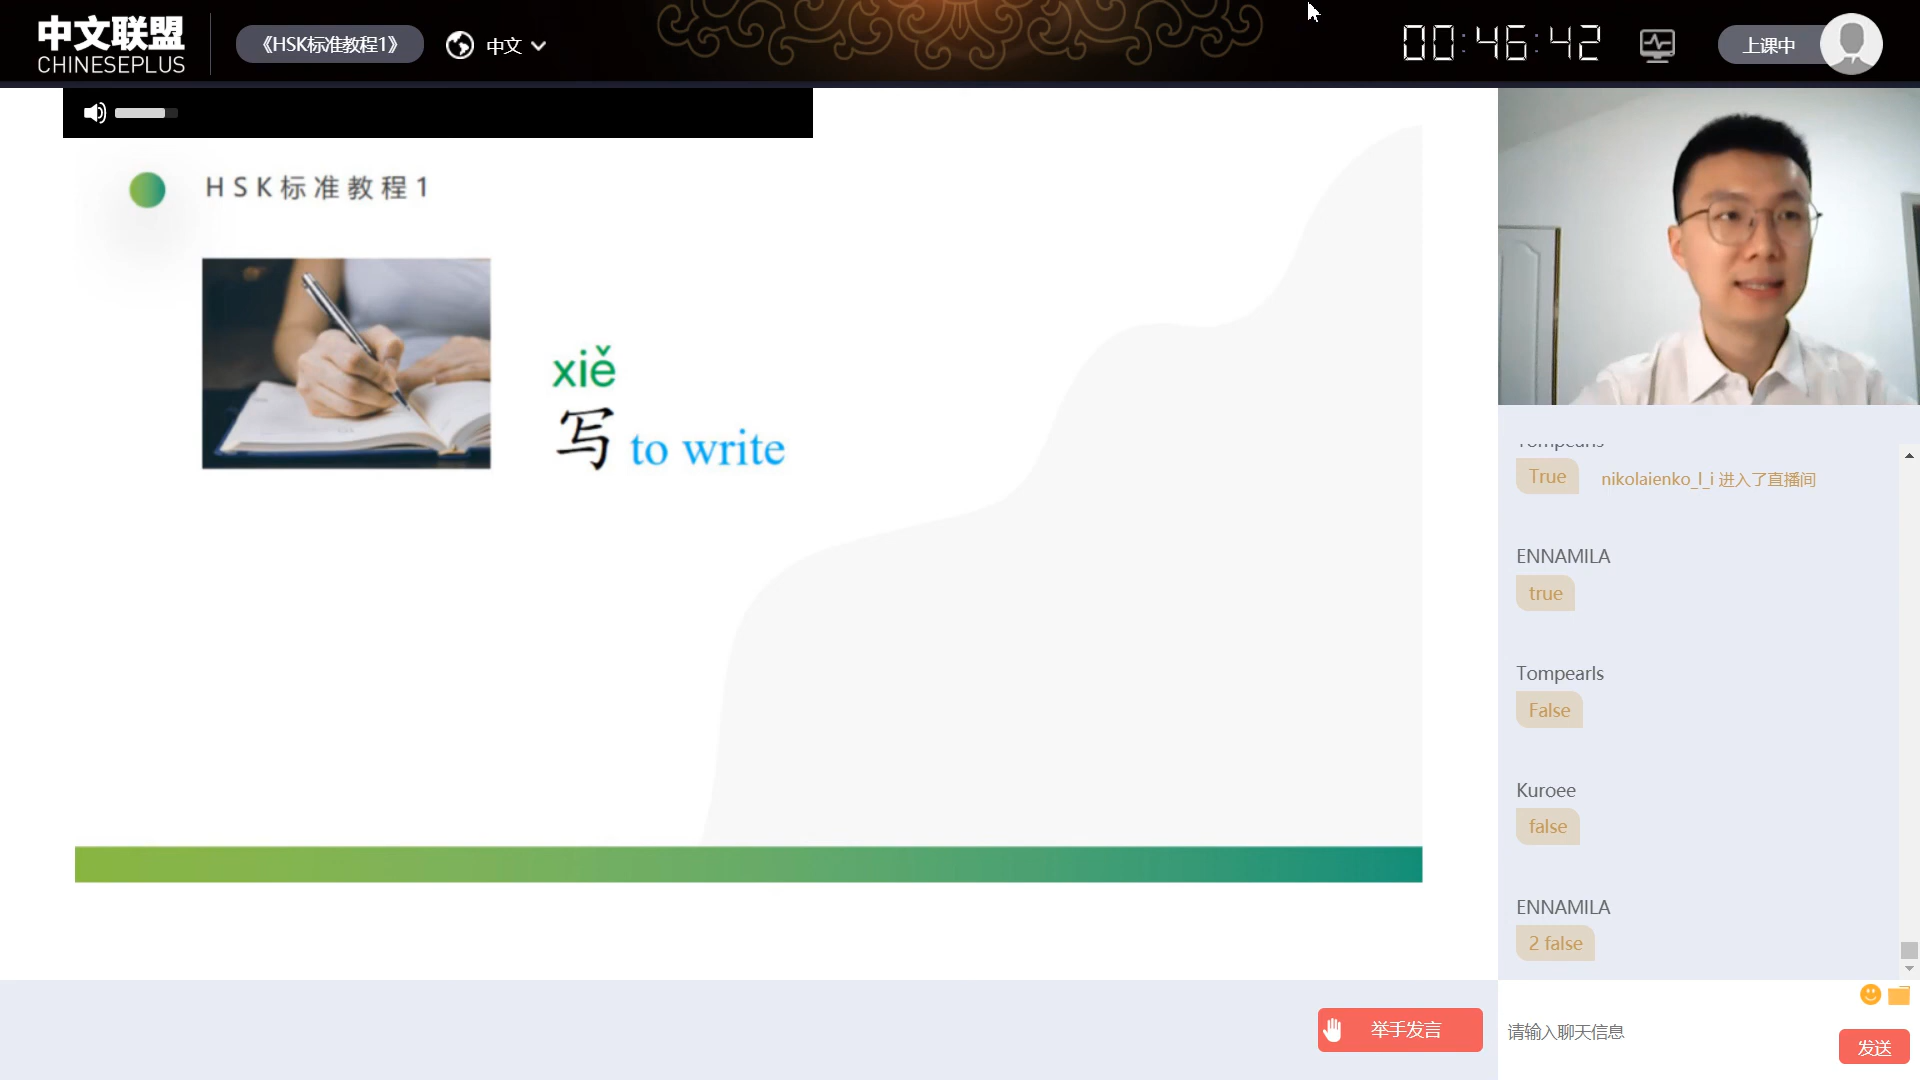 中文联盟
CHINESEPLUS
《HSK标准教程1》
中文
00:46:42
上课中
HSK标准教程1
xiě
写 to write
Tompearls
True
nikolaienko_l_i 进入了直播间
ENNAMILA
true
Tompearls
False
Kuroee
false
ENNAMILA
2 false
举手发言
请输入聊天信息
发送